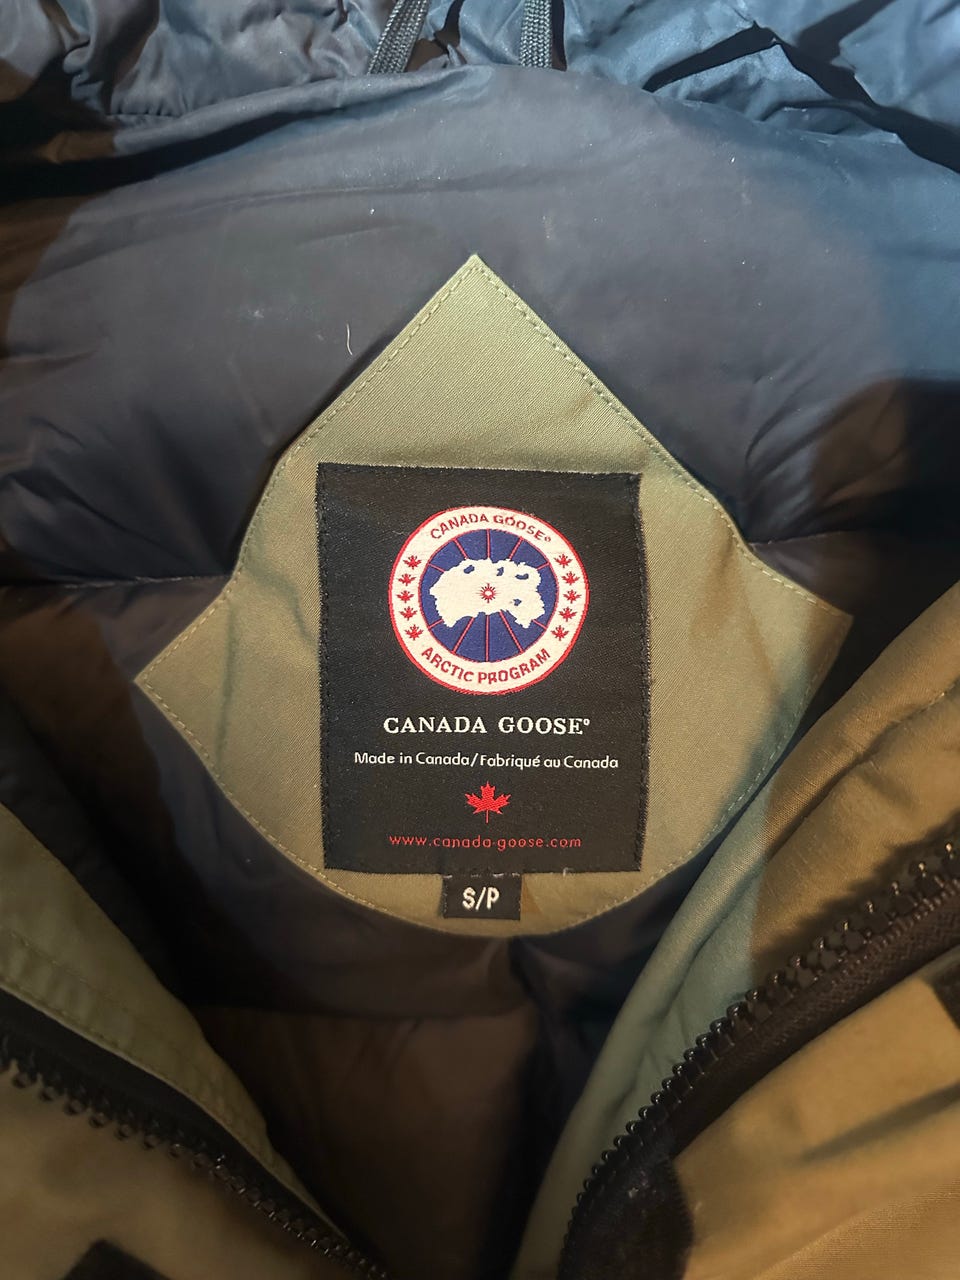 CANADA GOOSE®
ARCTIC PROGRAM
CANADA GOOSE®
Made in Canada/Fabriqué au Canada
www.canada-goose.com
S/P